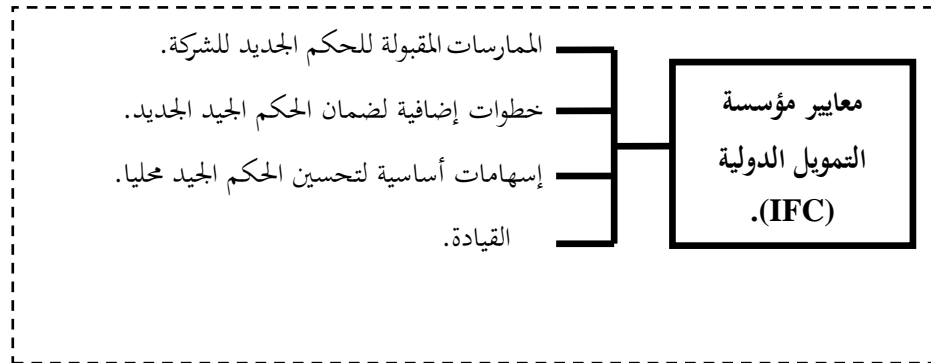 معايير مؤسسة
التمويل الدولية
(IFC).
الممارسات المقبولة للحكم الجديد للشركة.
خطوات إضافية لضمان الحكم الجيد الجديد.
إسهامات أساسية لتحسين الحكم الجيد محليا.
القيادة.